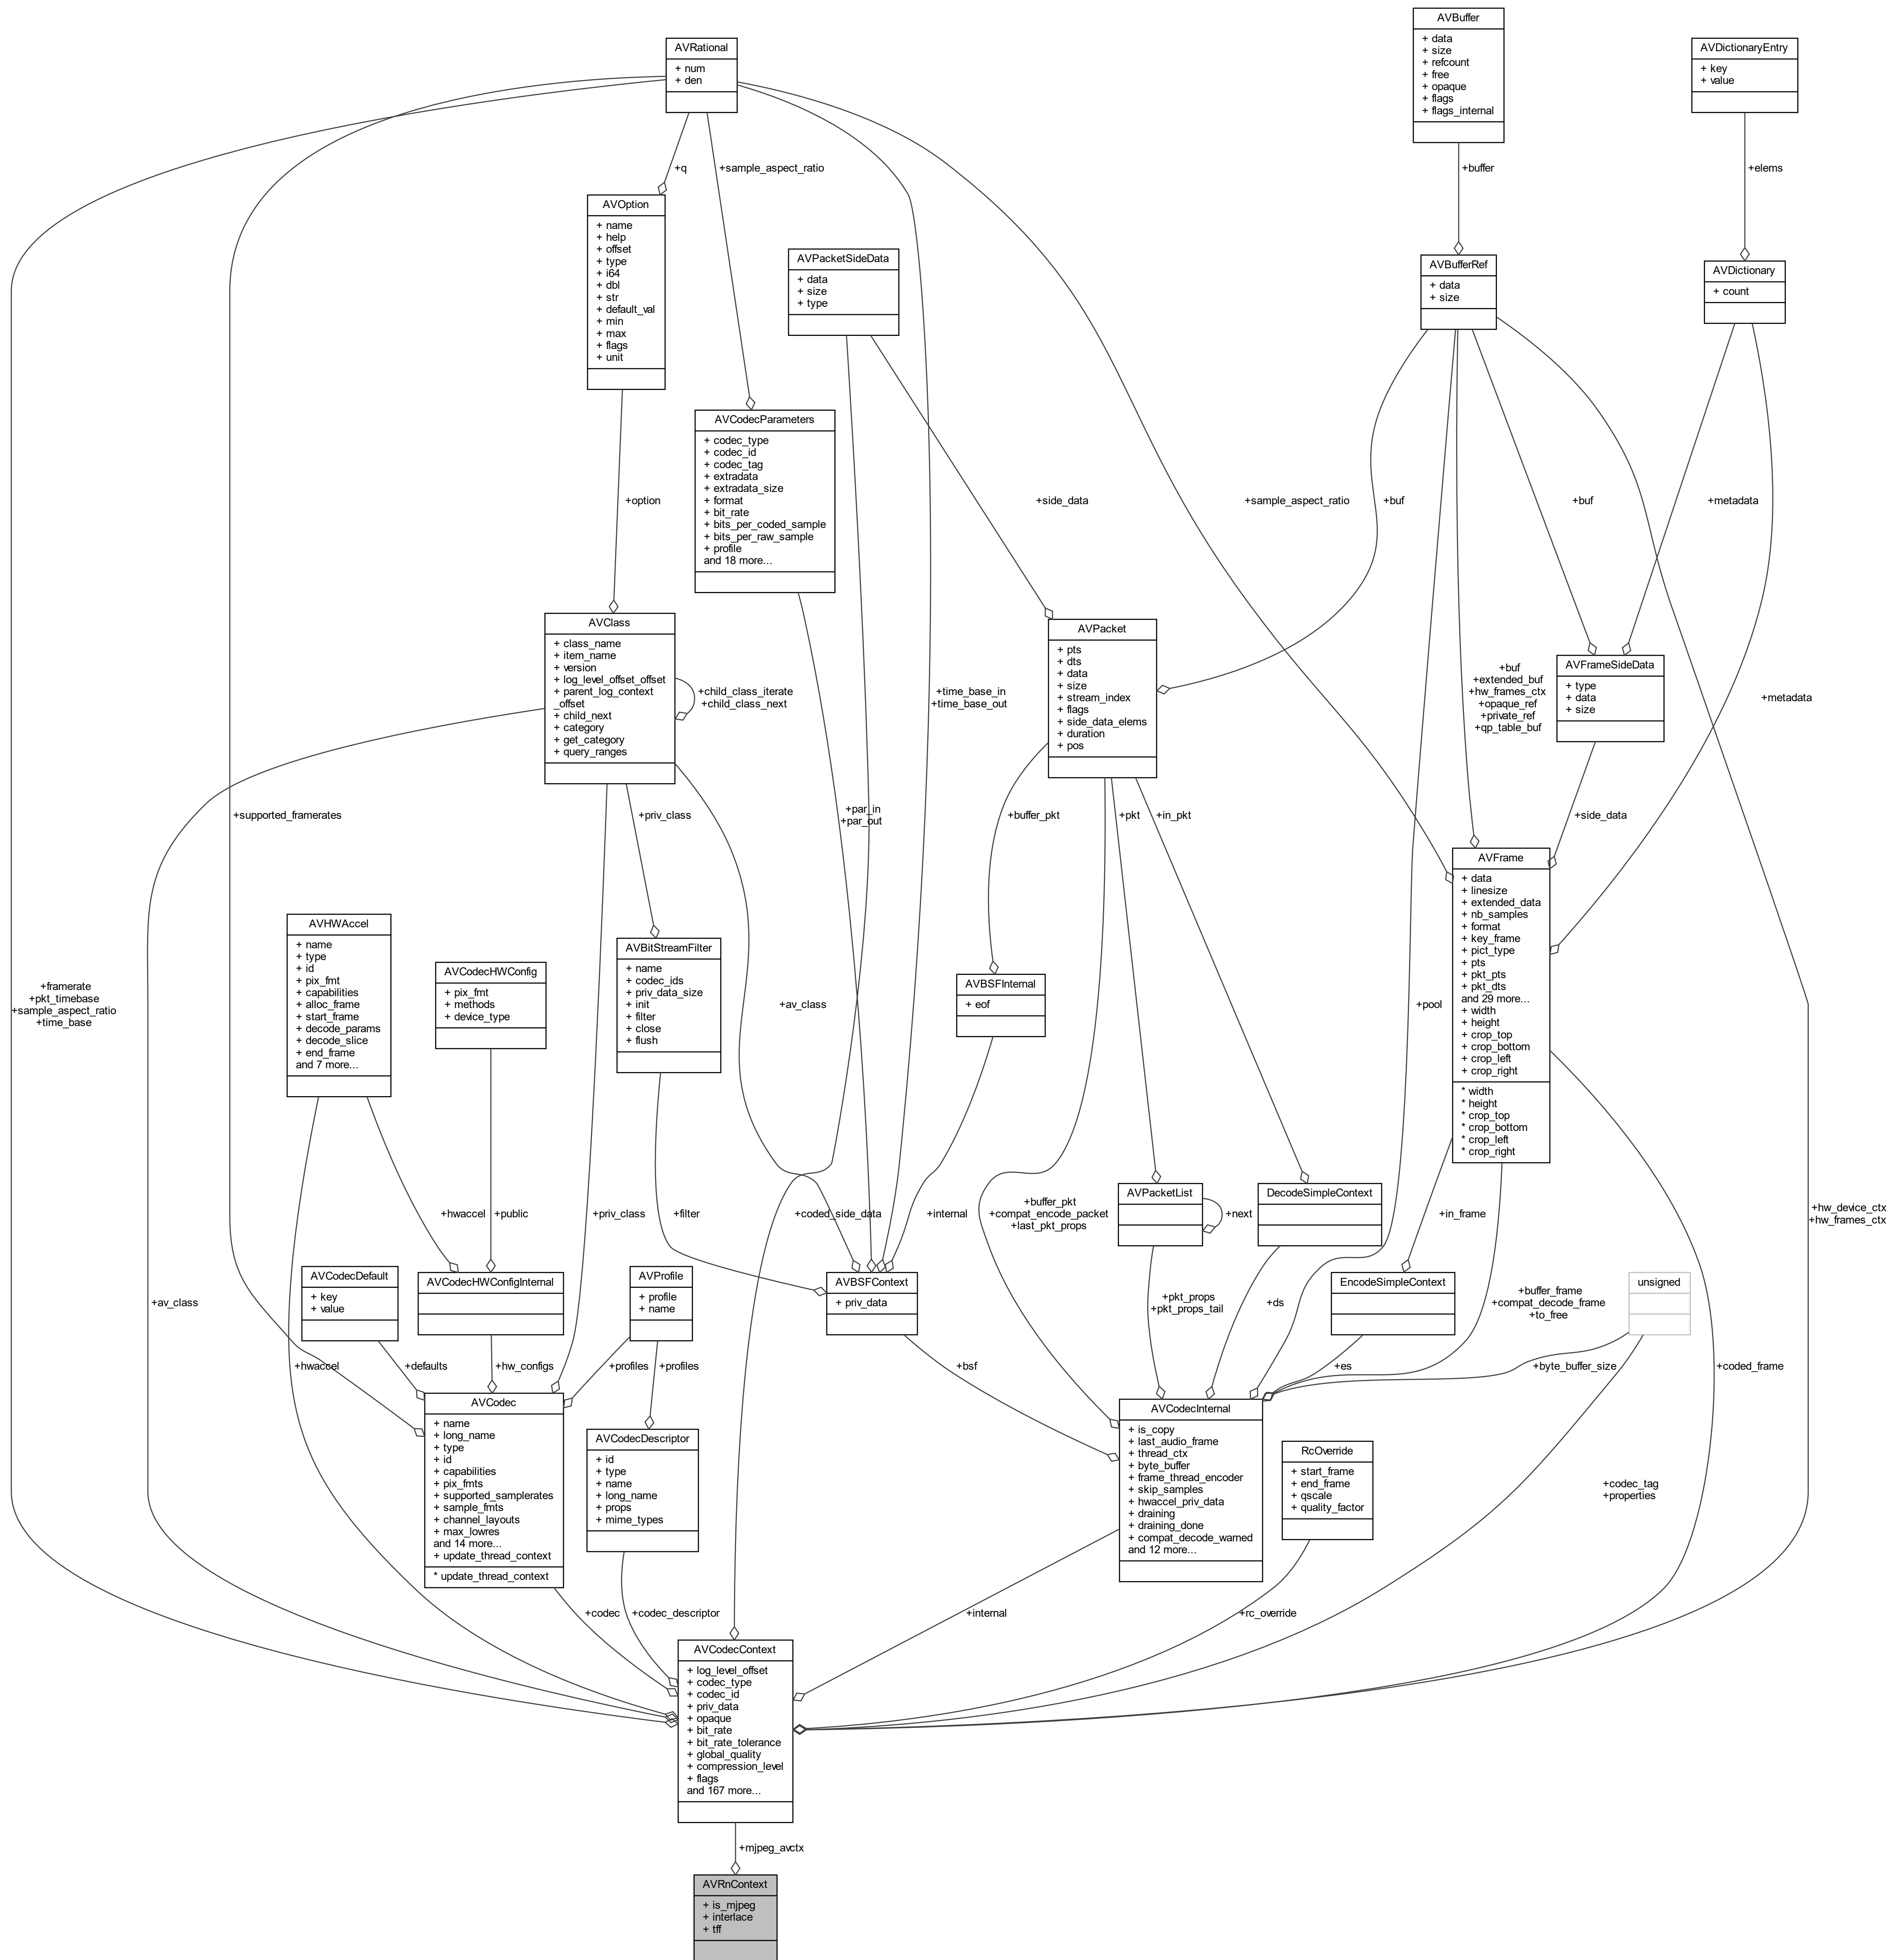 AVBuffer
+ data
+ size
+ refcount
+ free
+ opaque
+ flags
+ flags_internal
AVRational
+ num
+ den
AVDictionaryEntry
+ key
+ value
+q
+sample_aspect_ratio
+buffer
+elems
AVOption
+ name
+ help
+ offset
+ type
+ i64
+ dbl
+ str
+ default_val
+ min
+ max
+ flags
+ unit
AVPacketSideData
+ data
+ size
+ type
AVBufferRef
+ data
+ size
AVDictionary
+ count
AVCodecParameters
+ codec_type
+ codec_id
+ codec_tag
+ extradata
+ extradata_size
+ format
+ bit_rate
+ bits_per_coded_sample
+ bits_per_raw_sample
+ profile
and 18 more...
+option
+side_data
+sample_aspect_ratio
+buf
+buf
+metadata
AVClass
+ class_name
+ item_name
+ version
+ log_level_offset_offset
+ parent_log_context
_offset
+ child_next
+ category
+ get_category
+ query_ranges
+child_class_iterate
+child_class_next
+time_base_in
+time_base_out
AVPacket
+ pts
+ dts
+ data
+ size
+ stream_index
+ flags
+ side_data_elems
+ duration
+ pos
+buf
+extended_buf
+hw_frames_ctx
+opaque_ref
+private_ref
+qp_table_buf
AVFrameSideData
+ type
+ data
+ size
+metadata
+supported_framerates
+priv_class
+par_in
+par_out
+buffer_pkt
+pkt
+in_pkt
+side_data
AVFrame
+ data
+ linesize
+ extended_data
+ nb_samples
+ format
+ key_frame
+ pict_type
+ pts
+ pkt_pts
+ pkt_dts
and 29 more...
+ width
+ height
+ crop_top
+ crop_bottom
+ crop_left
+ crop_right
* width
* height
* crop_top
* crop_bottom
* crop_left
* crop_right
AVHWAccel
+ name
+ type
+ id
+ pix_fmt
+ capabilities
+ alloc_frame
+ start_frame
+ decode_params
+ decode_slice
+ end_frame
and 7 more...
AVCodecHWConfig
+ pix_fmt
+ methods
+ device_type
AVBitStreamFilter
+ name
+ codec_ids
+ priv_data_size
+ init
+ filter
+ close
+ flush
AVBSFInternal
+ eof
+framerate
+pkt_timebase
+sample_aspect_ratio
+time_base
+av_class
+pool
+hwaccel
+public
+priv_class
+filter
+coded_side_data
+internal
+buffer_pkt
+compat_encode_packet
+last_pkt_props
AVPacketList
+next
DecodeSimpleContext
+in_frame
+hw_device_ctx
+hw_frames_ctx
AVCodecDefault
+ key
+ value
AVCodecHWConfigInternal
AVProfile
+ profile
+ name
AVBSFContext
+ priv_data
+pkt_props
+pkt_props_tail
+ds
EncodeSimpleContext
+buffer_frame
+compat_decode_frame
+to_free
unsigned
+av_class
+hwaccel
+defaults
+hw_configs
+profiles
+profiles
+bsf
+es
+byte_buffer_size
+coded_frame
AVCodec
+ name
+ long_name
+ type
+ id
+ capabilities
+ pix_fmts
+ supported_samplerates
+ sample_fmts
+ channel_layouts
+ max_lowres
and 14 more...
+ update_thread_context
* update_thread_context
AVCodecDescriptor
+ id
+ type
+ name
+ long_name
+ props
+ mime_types
AVCodecInternal
+ is_copy
+ last_audio_frame
+ thread_ctx
+ byte_buffer
+ frame_thread_encoder
+ skip_samples
+ hwaccel_priv_data
+ draining
+ draining_done
+ compat_decode_warned
and 12 more...
RcOverride
+ start_frame
+ end_frame
+ qscale
+ quality_factor
+codec_tag
+properties
+codec
+codec_descriptor
+internal
+rc_override
AVCodecContext
+ log_level_offset
+ codec_type
+ codec_id
+ priv_data
+ opaque
+ bit_rate
+ bit_rate_tolerance
+ global_quality
+ compression_level
+ flags
and 167 more...
+mjpeg_avctx
AVRnContext
+ is_mjpeg
+ interlace
+ tff